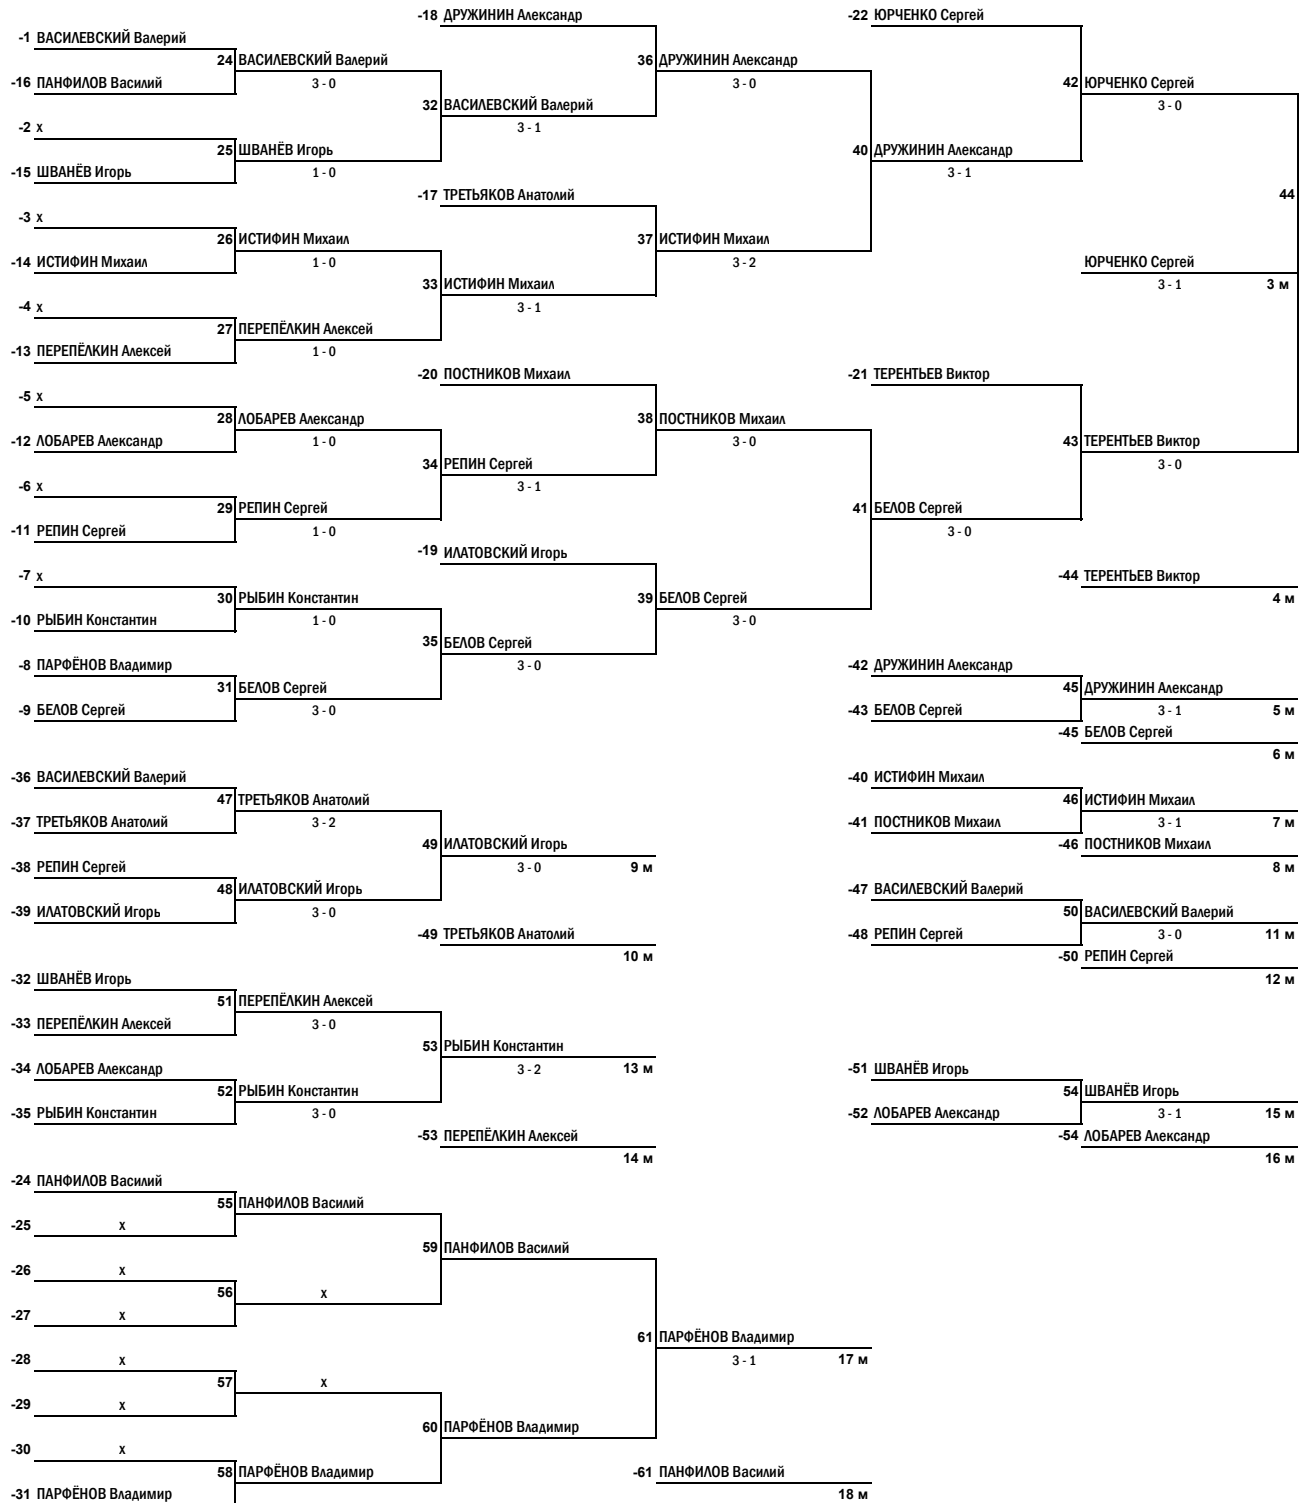 -18 ДРУЖИНИН Александр
-22 ЮРЧЕНКО Сергей
-1 ВАСИЛЕВСКИЙ Валерий
24 ВАСИЛЕВСКИЙ Валерий
36 ДРУЖИНИН Александр
-16 ПАНФИЛОВ Василий
3 - 0
3 - 0
42 ЮРЧЕНКО Сергей
32 ВАСИЛЕВСКИЙ Валерий
3 - 0
-2 х
3 - 1
25 ШВАНЁВ Игорь
40 ДРУЖИНИН Александр
-15 ШВАНЁВ Игорь
1 - 0
3 - 1
-17 ТРЕТЬЯКОВ Анатолий
44
-3 х
26 ИСТИФИН Михаил
37 ИСТИФИН Михаил
-14 ИСТИФИН Михаил
1 - 0
3 - 2
ЮРЧЕНКО Сергей
33 ИСТИФИН Михаил
3 - 1
3 м
-4 х
3 - 1
27 ПЕРЕПЁЛКИН Алексей
-13 ПЕРЕПЁЛКИН Алексей
1 - 0
-20 ПОСТНИКОВ Михаил
-21 ТЕРЕНТЬЕВ Виктор
-5 х
28 ЛОБАРЕВ Александр
38 ПОСТНИКОВ Михаил
-12 ЛОБАРЕВ Александр
1 - 0
3 - 0
43 ТЕРЕНТЬЕВ Виктор
34 РЕПИН Сергей
3 - 0
-6 х
3 - 1
29 РЕПИН Сергей
41 БЕЛОВ Сергей
-11 РЕПИН Сергей
1 - 0
3 - 0
-19 ИЛАТОВСКИЙ Игорь
-7 х
-44 ТЕРЕНТЬЕВ Виктор
30 РЫБИН Константин
39 БЕЛОВ Сергей
4 м
-10 РЫБИН Константин
1 - 0
3 - 0
35 БЕЛОВ Сергей
-8 ПАРФЁНОВ Владимир
3 - 0
-42 ДРУЖИНИН Александр
31 БЕЛОВ Сергей
45 ДРУЖИНИН Александр
-9 БЕЛОВ Сергей
3 - 0
-43 БЕЛОВ Сергей
3 - 1
5 м
-45 БЕЛОВ Сергей
6 м
-36 ВАСИЛЕВСКИЙ Валерий
-40 ИСТИФИН Михаил
47 ТРЕТЬЯКОВ Анатолий
46 ИСТИФИН Михаил
-37 ТРЕТЬЯКОВ Анатолий
3 - 2
-41 ПОСТНИКОВ Михаил
3 - 1
7 м
49 ИЛАТОВСКИЙ Игорь
-46 ПОСТНИКОВ Михаил
-38 РЕПИН Сергей
3 - 0
9 м
8 м
48 ИЛАТОВСКИЙ Игорь
-47 ВАСИЛЕВСКИЙ Валерий
-39 ИЛАТОВСКИЙ Игорь
3 - 0
50 ВАСИЛЕВСКИЙ Валерий
-49 ТРЕТЬЯКОВ Анатолий
-48 РЕПИН Сергей
3 - 0
11 м
10 м
-50 РЕПИН Сергей
-32 ШВАНЁВ Игорь
12 м
51 ПЕРЕПЁЛКИН Алексей
-33 ПЕРЕПЁЛКИН Алексей
3 - 0
53 РЫБИН Константин
-34 ЛОБАРЕВ Александр
3 - 2
13 м
-51 ШВАНЁВ Игорь
52 РЫБИН Константин
54 ШВАНЁВ Игорь
-35 РЫБИН Константин
3 - 0
-52 ЛОБАРЕВ Александр
3 - 1
15 м
-53 ПЕРЕПЁЛКИН Алексей
-54 ЛОБАРЕВ Александр
14 м
16 м
-24 ПАНФИЛОВ Василий
55 ПАНФИЛОВ Василий
-25 х
59 ПАНФИЛОВ Василий
-26 х
56 х
-27 х
61 ПАРФЁНОВ Владимир
-28 х
3 - 1
17 м
57 х
-29 х
60 ПАРФЁНОВ Владимир
-30 х
58 ПАРФЁНОВ Владимир
-61 ПАНФИЛОВ Василий
-31 ПАРФЁНОВ Владимир
18 м